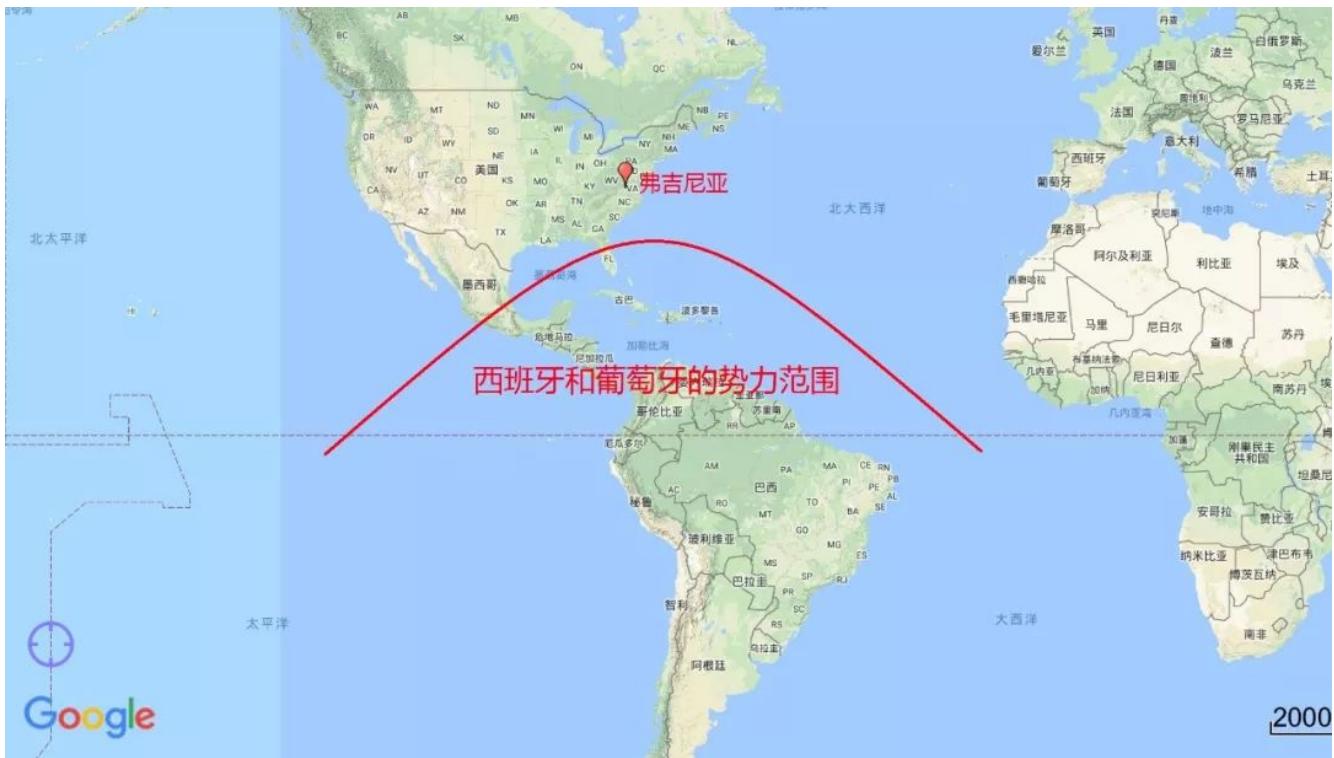 AB
MB
BC
SK
NL
ON
QC
丹麦
英国
爱尔兰
白俄罗斯
波兰
德国
乌克兰
法国
奥地利
罗马尼亚
意大利
西班牙
葡萄牙
希腊
WA
MT
ND
MN
NB
PE
NS
ME
OR
ID
SD
WI
MI
NY
NH
MA
WY
NE
IA
IL
IN
OH
PA
NV
UT
CO
美国
KS
MO
KY
WV
VA
弗吉尼亚
CA
AZ
NM
OK
AR
TN
NC
TX
MS
AL
GA
SC
LA
FL
北太平洋
北大西洋
突尼斯
地中海
摩洛哥
阿尔及利亚
利比亚
埃及
西撒哈拉
墨西哥湾
墨西哥
古巴
波多黎各
毛里塔尼亚
马里
尼日尔
乍得
苏丹
危地马拉
加勒比海
尼加拉瓜
西班牙和葡萄牙的势力范围
布基纳法索
几内亚
加纳
尼日利亚
南苏丹
哥伦比亚
苏里南
几内亚湾
RR
AP
厄瓜多尔
加蓬
刚果民主
共和国
AM
PA
MA
CE
RN
PB
PI
PE
AL
SE
AC
RO
巴西
TO
BA
秘鲁
MT
GO
安哥拉
赞比亚
玻利维亚
MG
ES
纳米比亚
津巴布韦
MS
SP
RJ
博茨瓦纳
巴拉圭
PR
SC
智利
RS
太平洋
大西洋
南非
乌拉圭
阿根廷
Google
2000